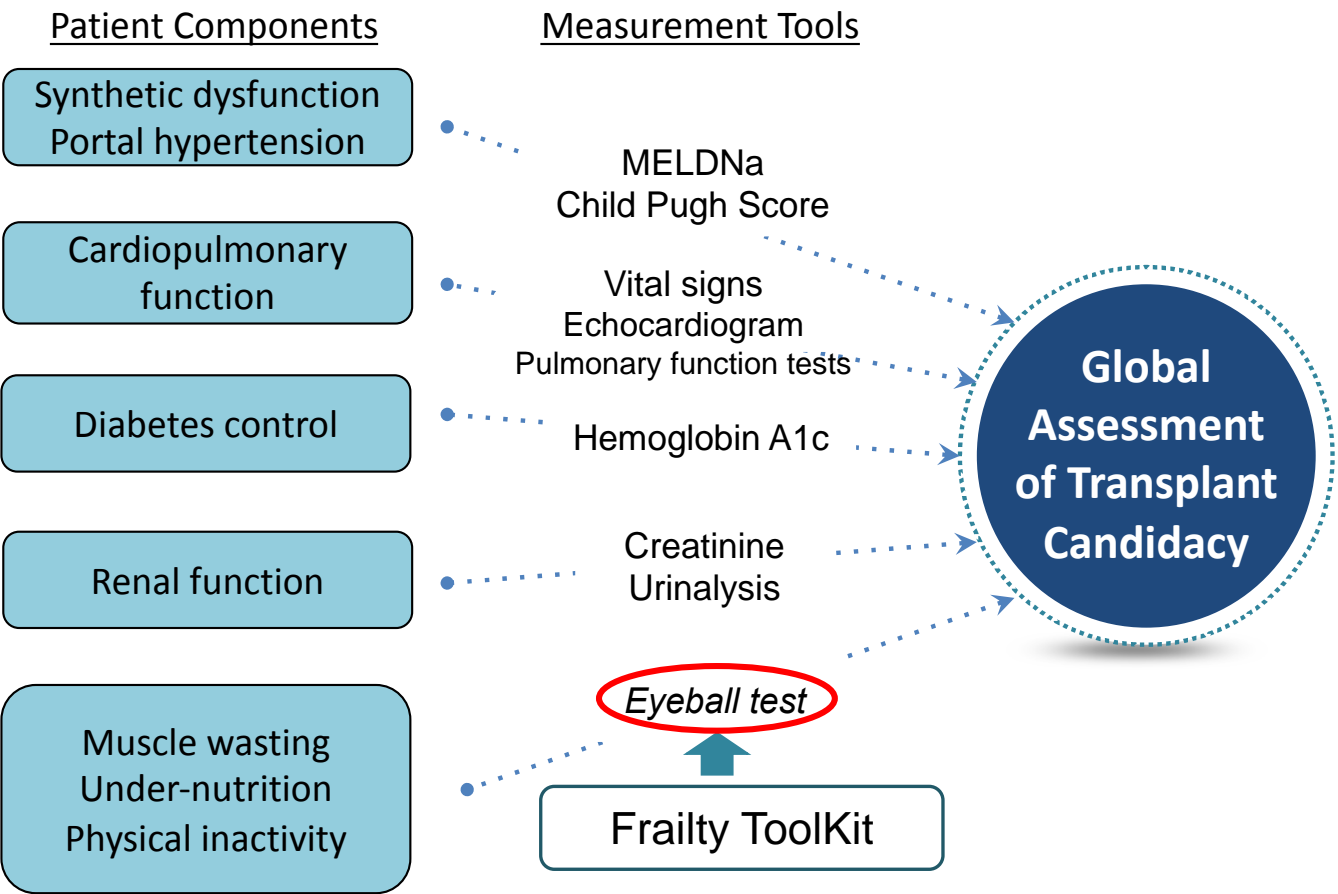 Patient Components
Measurement Tools
Synthetic dysfunction
Portal hypertension
MELDNa
Child Pugh Score
Cardiopulmonary
function
Vital signs
Echocardiogram
Pulmonary function tests
Diabetes control
Hemoglobin A1c
Renal function
Creatinine
Urinalysis
Muscle wasting
Under-nutrition
Physical inactivity
Eyeball test
Frailty ToolKit
Global
Assessment
of Transplant
Candidacy